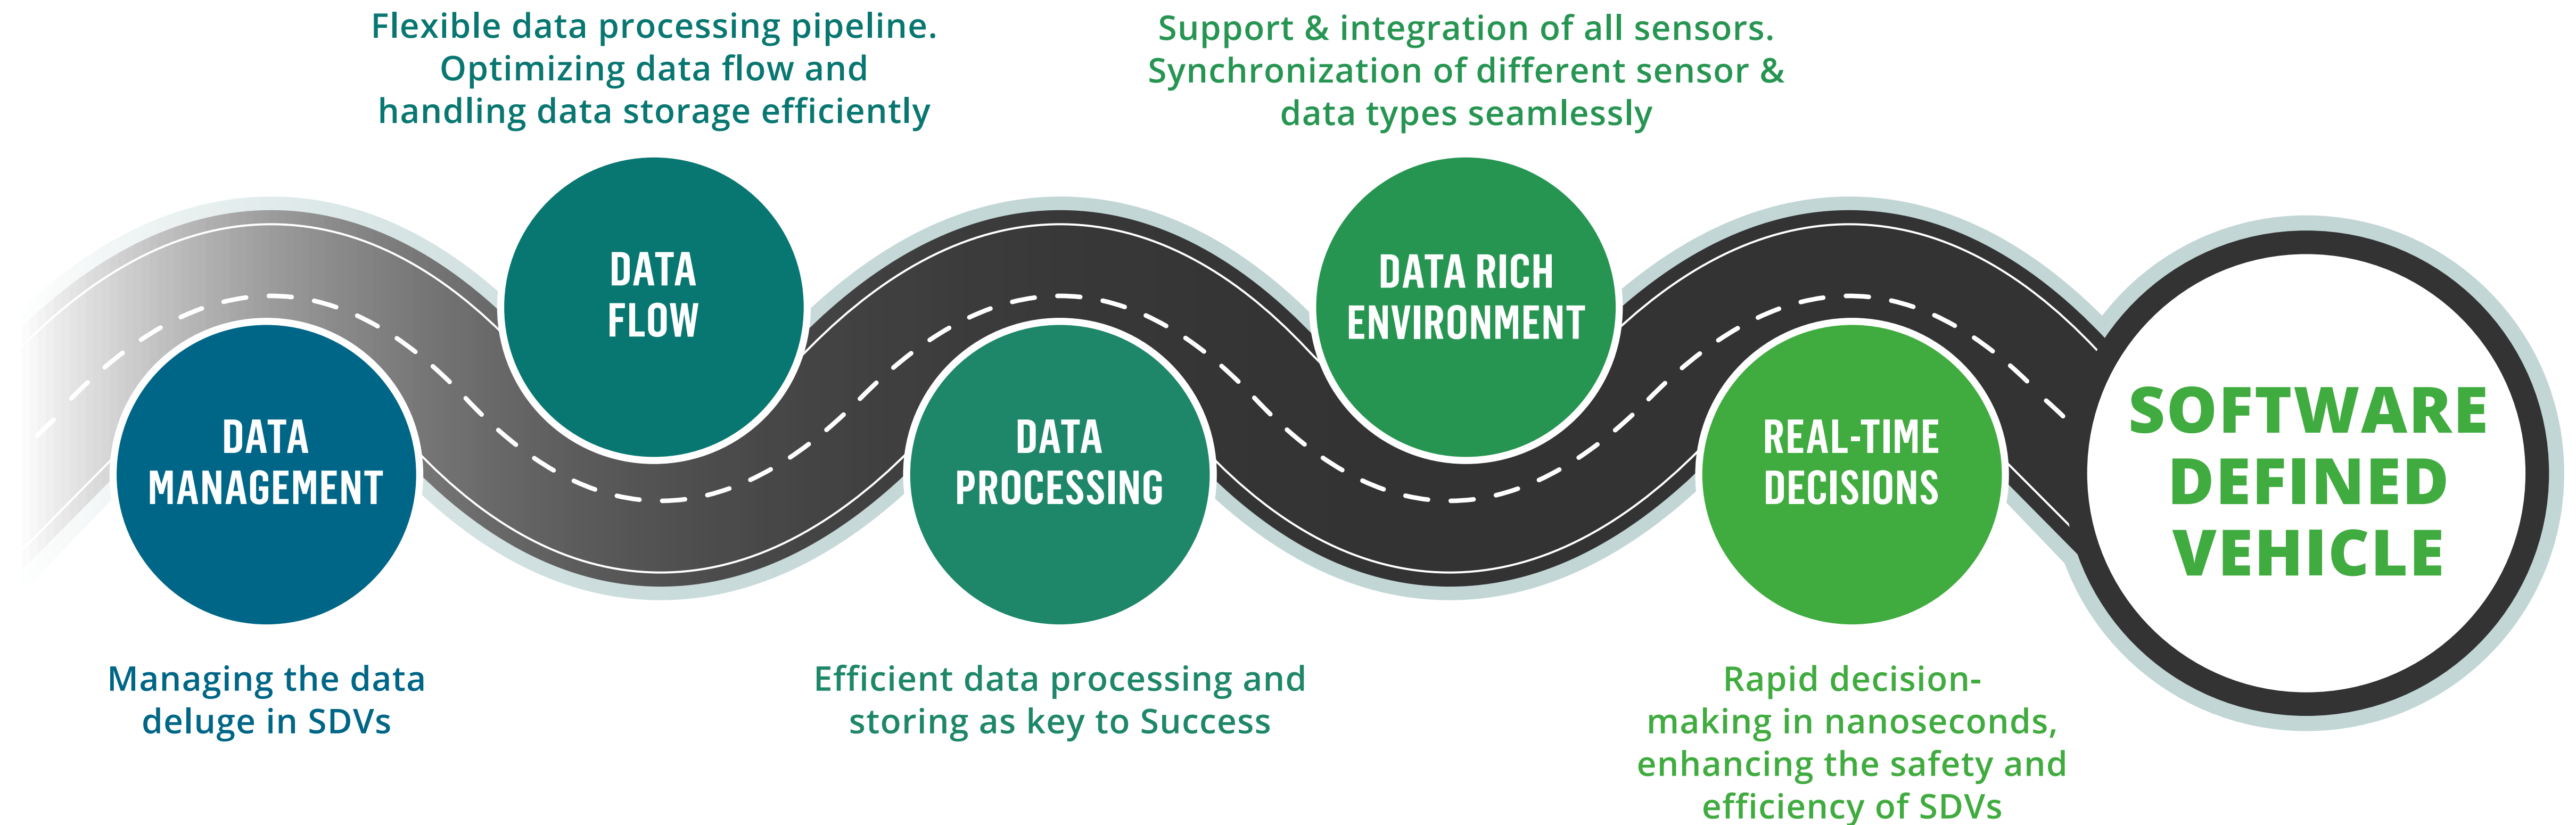 Flexible data processing pipeline.
Optimizing data flow and
handling data storage efficiently
Support & integration of all sensors.
Synchronization of different sensor &
data types seamlessly
DATA
MANAGEMENT
DATA
FLOW
DATA
PROCESSING
DATA RICH
ENVIRONMENT
REAL-TIME
DECISIONS
SOFTWARE
DEFINED
VEHICLE
Managing the data
deluge in SDVs
Efficient data processing and
storing as key to Success
Rapid decision-
making in nanoseconds,
enhancing the safety and
efficiency of SDVs